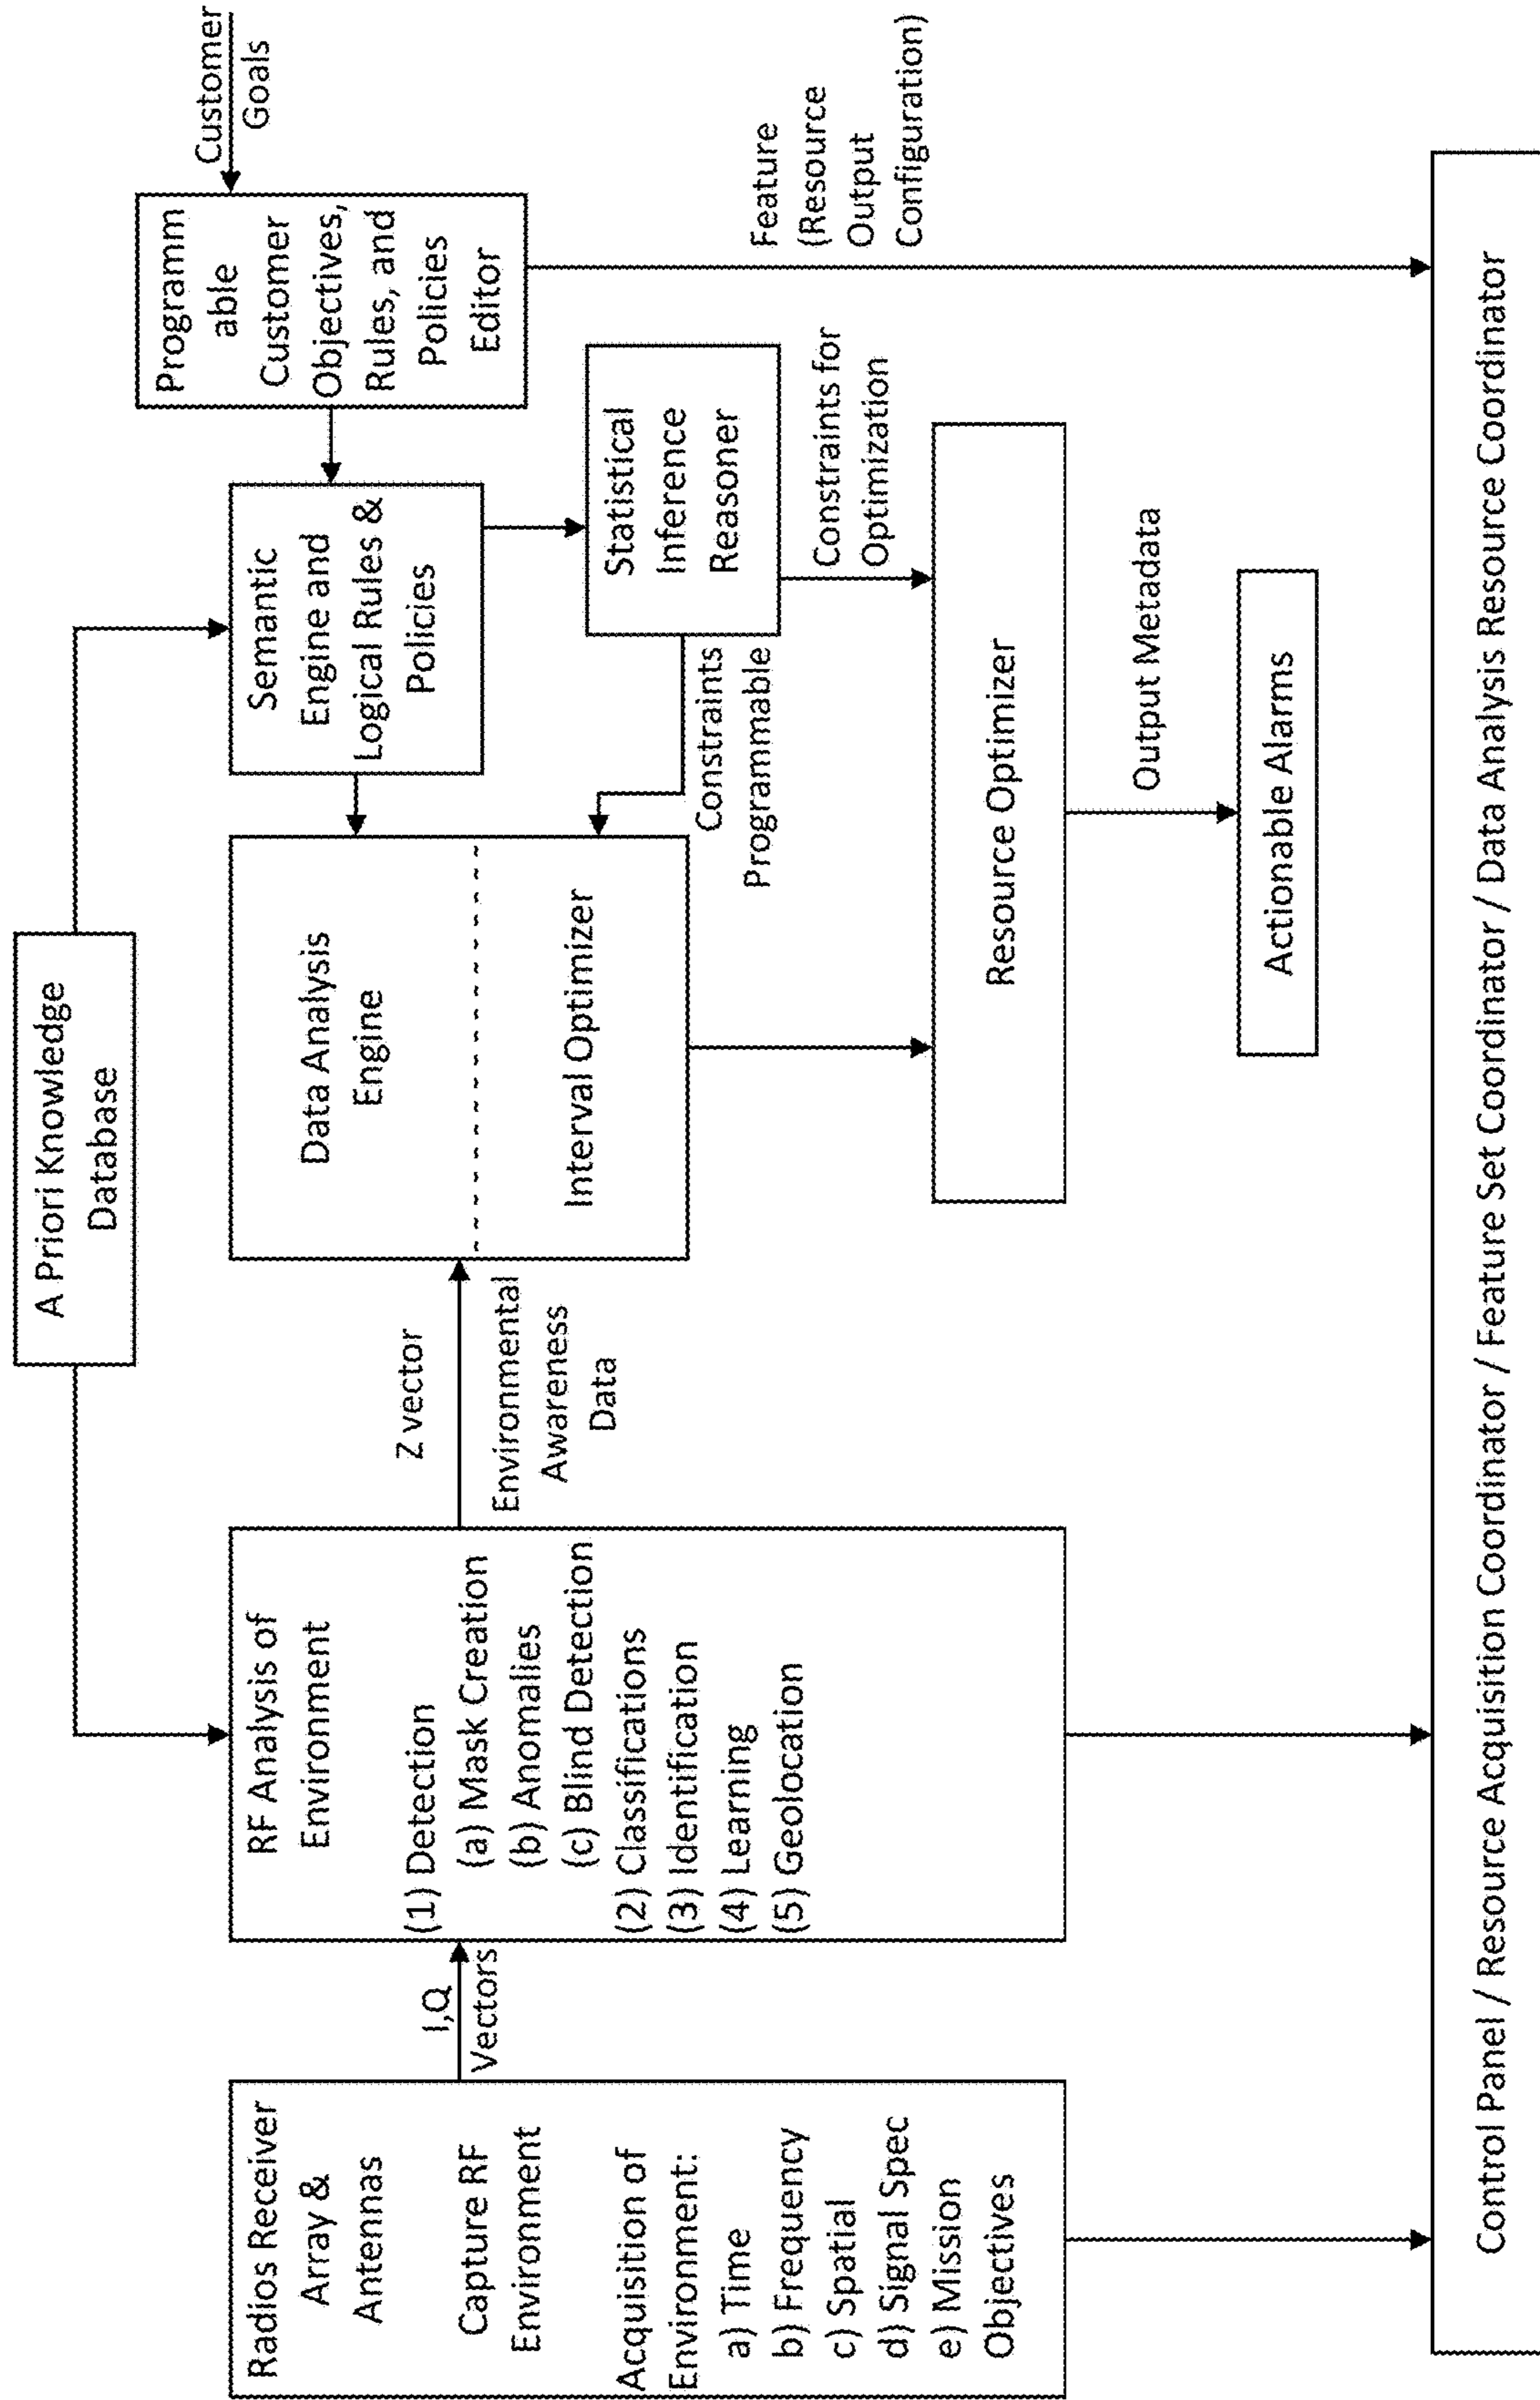 A Priori Knowledge
Database
Radios Receiver
Array &
Antennas
Capture RF
Environment
Acquisition of
Environment:
a) Time
b) Frequency
c) Spatial
d) Signal Spec
e) Mission
Objectives
I,Q
Vectors
RF Analysis of
Environment
(1) Detection
(a) Mask Creation
(b) Anomalies
(c) Blind Detection
(2) Classifications
(3) Identification
(4) Learning
(5) Geolocation
Z vector
Environmental
Awareness
Data
Data Analysis
Engine
Interval Optimizer
Semantic
Engine and
Logical Rules &
Policies
Programm
able
Customer
Objectives,
Rules, and
Policies
Editor
Customer
Goals
Statistical
Inference
Reasoner
Constraints
Programmable
Constraints for
Optimization
Feature
(Resource
Output
Configuration)
Resource Optimizer
Output Metadata
Actionable Alarms
Control Panel / Resource Acquisition Coordinator / Feature Set Coordinator / Data Analysis Resource Coordinator